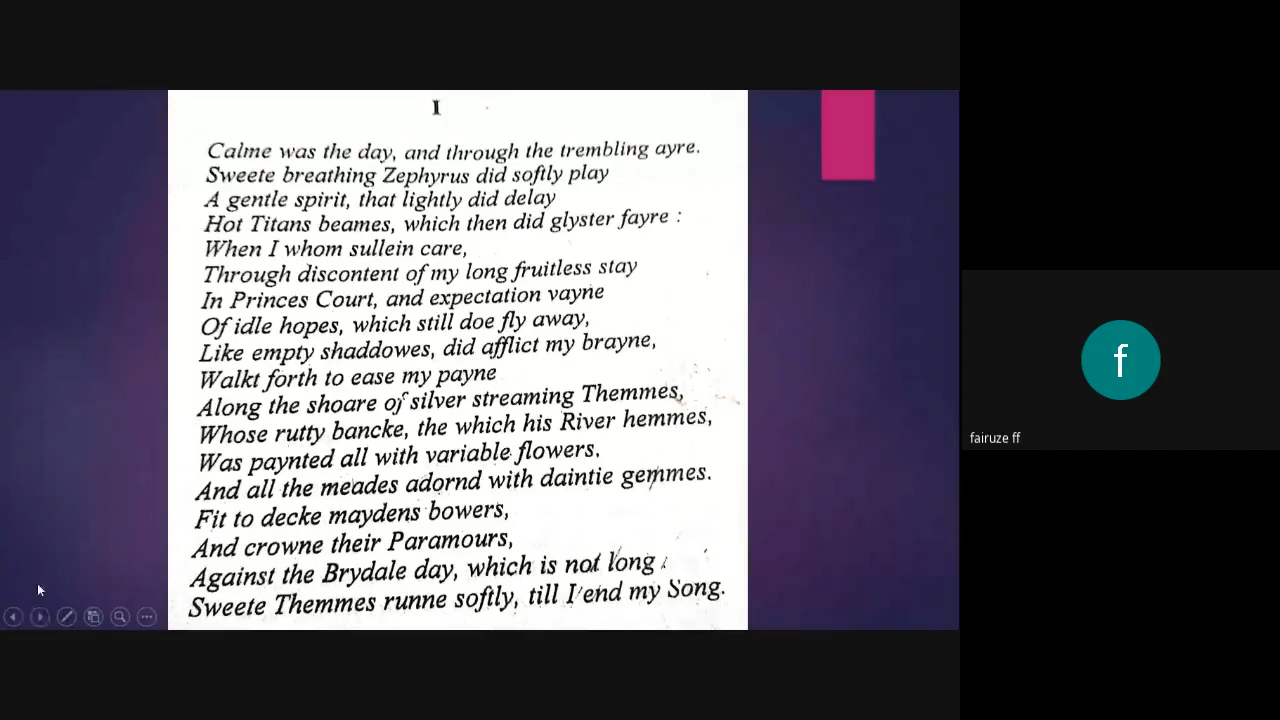 I
Calme was the day, and through the trembling ayre.
Sweete breathing Zephyrus did softly play
A gentle spirit, that lightly did delay
Hot Titans beames, which then did glyster fayre :
When I whom sullein care,
Through discontent of my long fruitless stay
In Princes Court, and expectation vayne
Of idle hopes, which still doe fly away,
Like empty shaddowes, did afflict my brayne,
Walkt forth to ease my payne
Along the shoare of silver streaming Themmes,
Whose rutty bancke, the which his River hemmes,
Was paynted all with variable flowers.
And all the meades adornd with daintie gemmes.
Fit to decke maydens bowers,
And crowne their Paramours,
Against the Brydale day, which is not long :
Sweete Themmes runne softly, till I end my Song.
f
fairuze ff